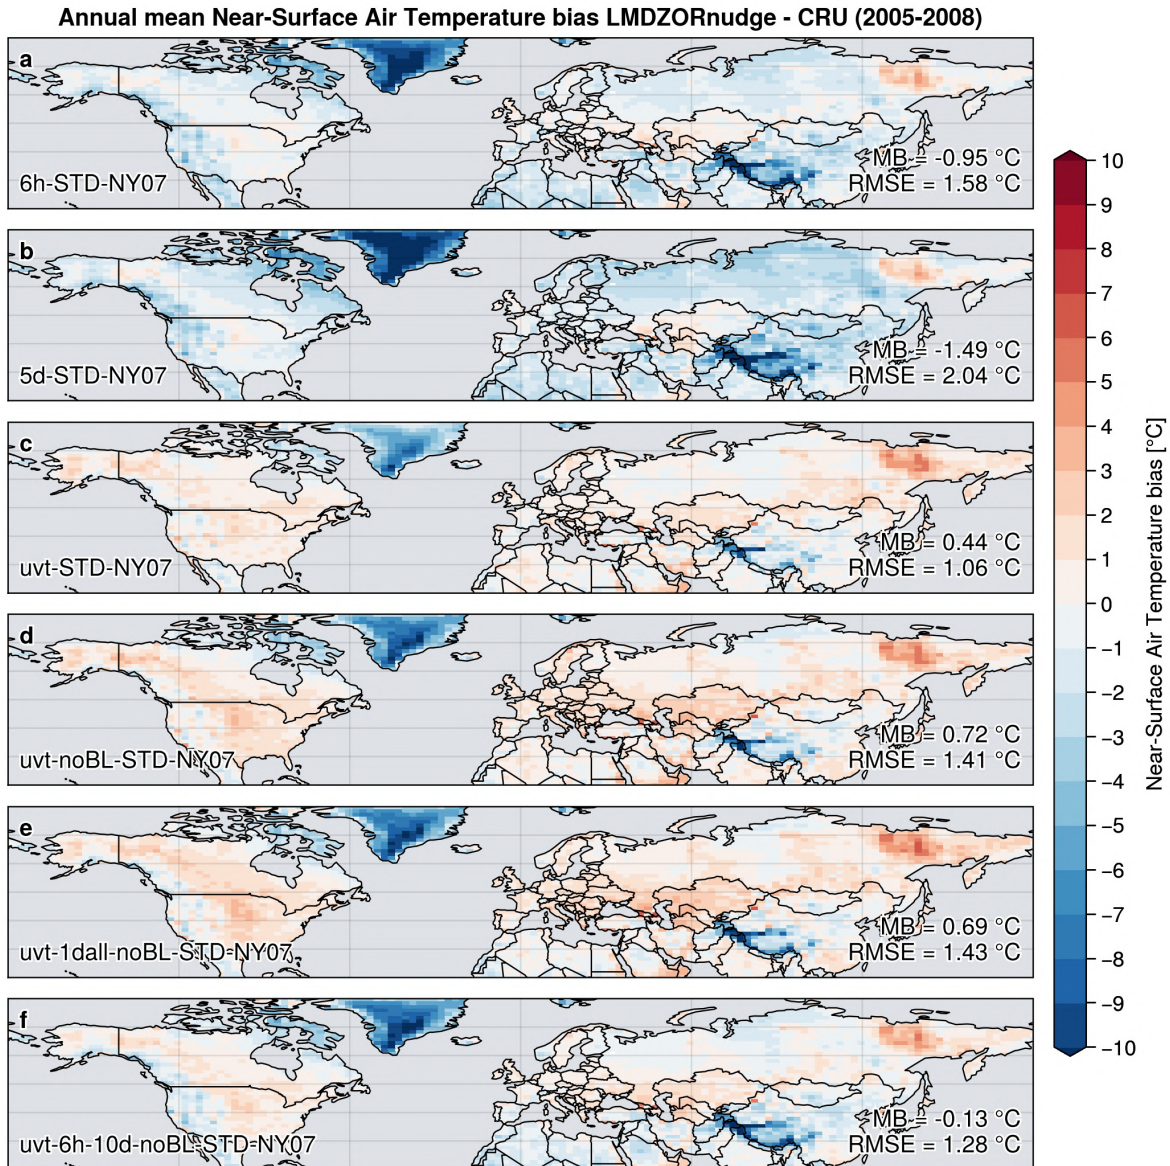 Annual mean Near-Surface Air Temperature bias LMDZORnudge - CRU (2005-2008)
a
MB = -0.95 °C
6h-STD-NY07
RMSE = 1.58 °C
b
MB = -1.49 °C
5d-STD-NY07
RMSE = 2.04 °C
c
MB = 0.44 °C
uvt-STD-NY07
RMSE = 1.06 °C
d
MB = 0.72 °C
uvt-noBL-STD-NY07
RMSE = 1.41 °C
e
MB = 0.69 °C
uvt-1dall-noBL-STD-NY07
RMSE = 1.43 °C
f
MB = -0.13 °C
uvt-6h-10d-noBL-STD-NY07
RMSE = 1.28 °C
10
9
8
7
6
5
4
3
2
1
0
−1
−2
−3
−4
−5
−6
−7
−8
−9
−10
Near-Surface Air Temperature bias [°C]